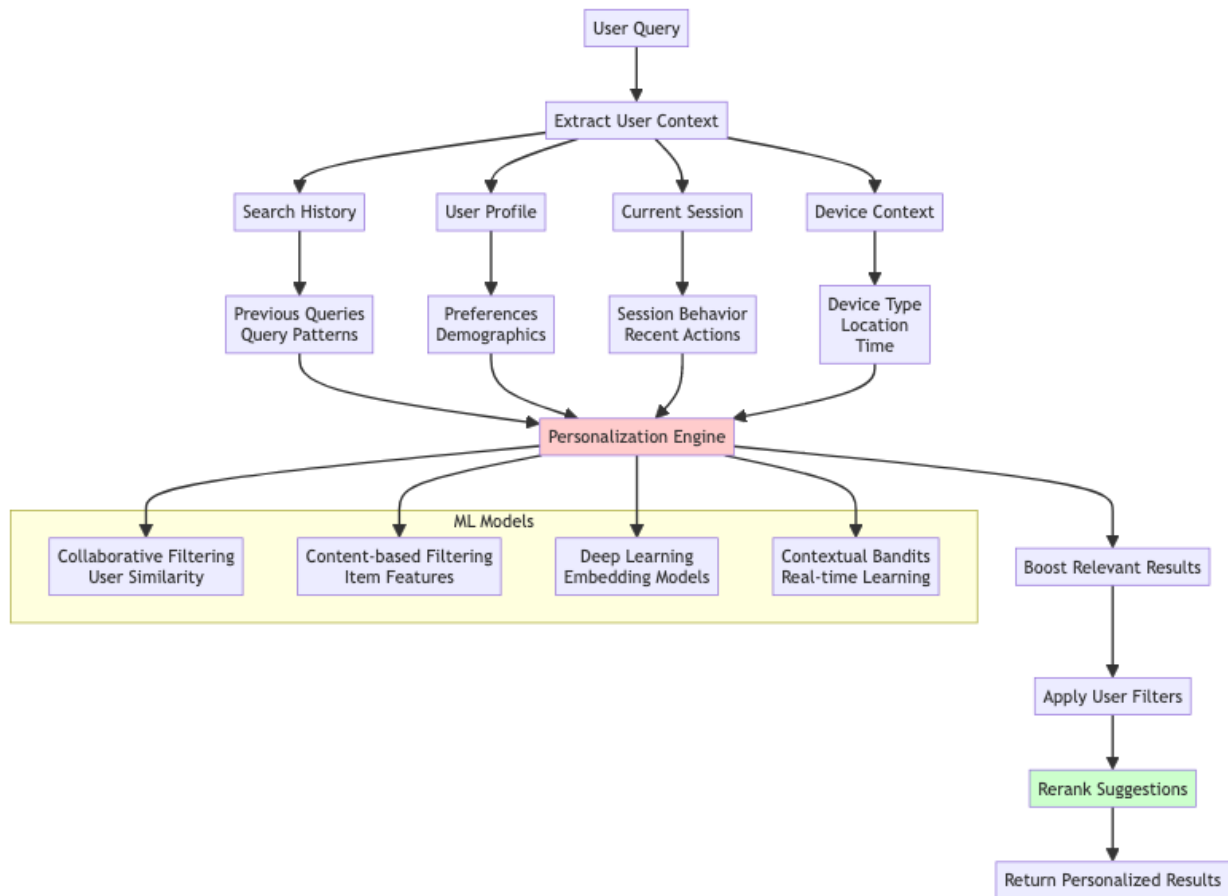 User Query
Extract User Context
Search History
User Profile
Current Session
Device Context
Previous Queries
Query Patterns
Preferences
Demographics
Session Behavior
Recent Actions
Device Type
Location
Time
Personalization Engine
ML Models
Collaborative Filtering
User Similarity
Content-based Filtering
Item Features
Deep Learning
Embedding Models
Contextual Bandits
Real-time Learning
Boost Relevant Results
Apply User Filters
Rerank Suggestions
Return Personalized Results